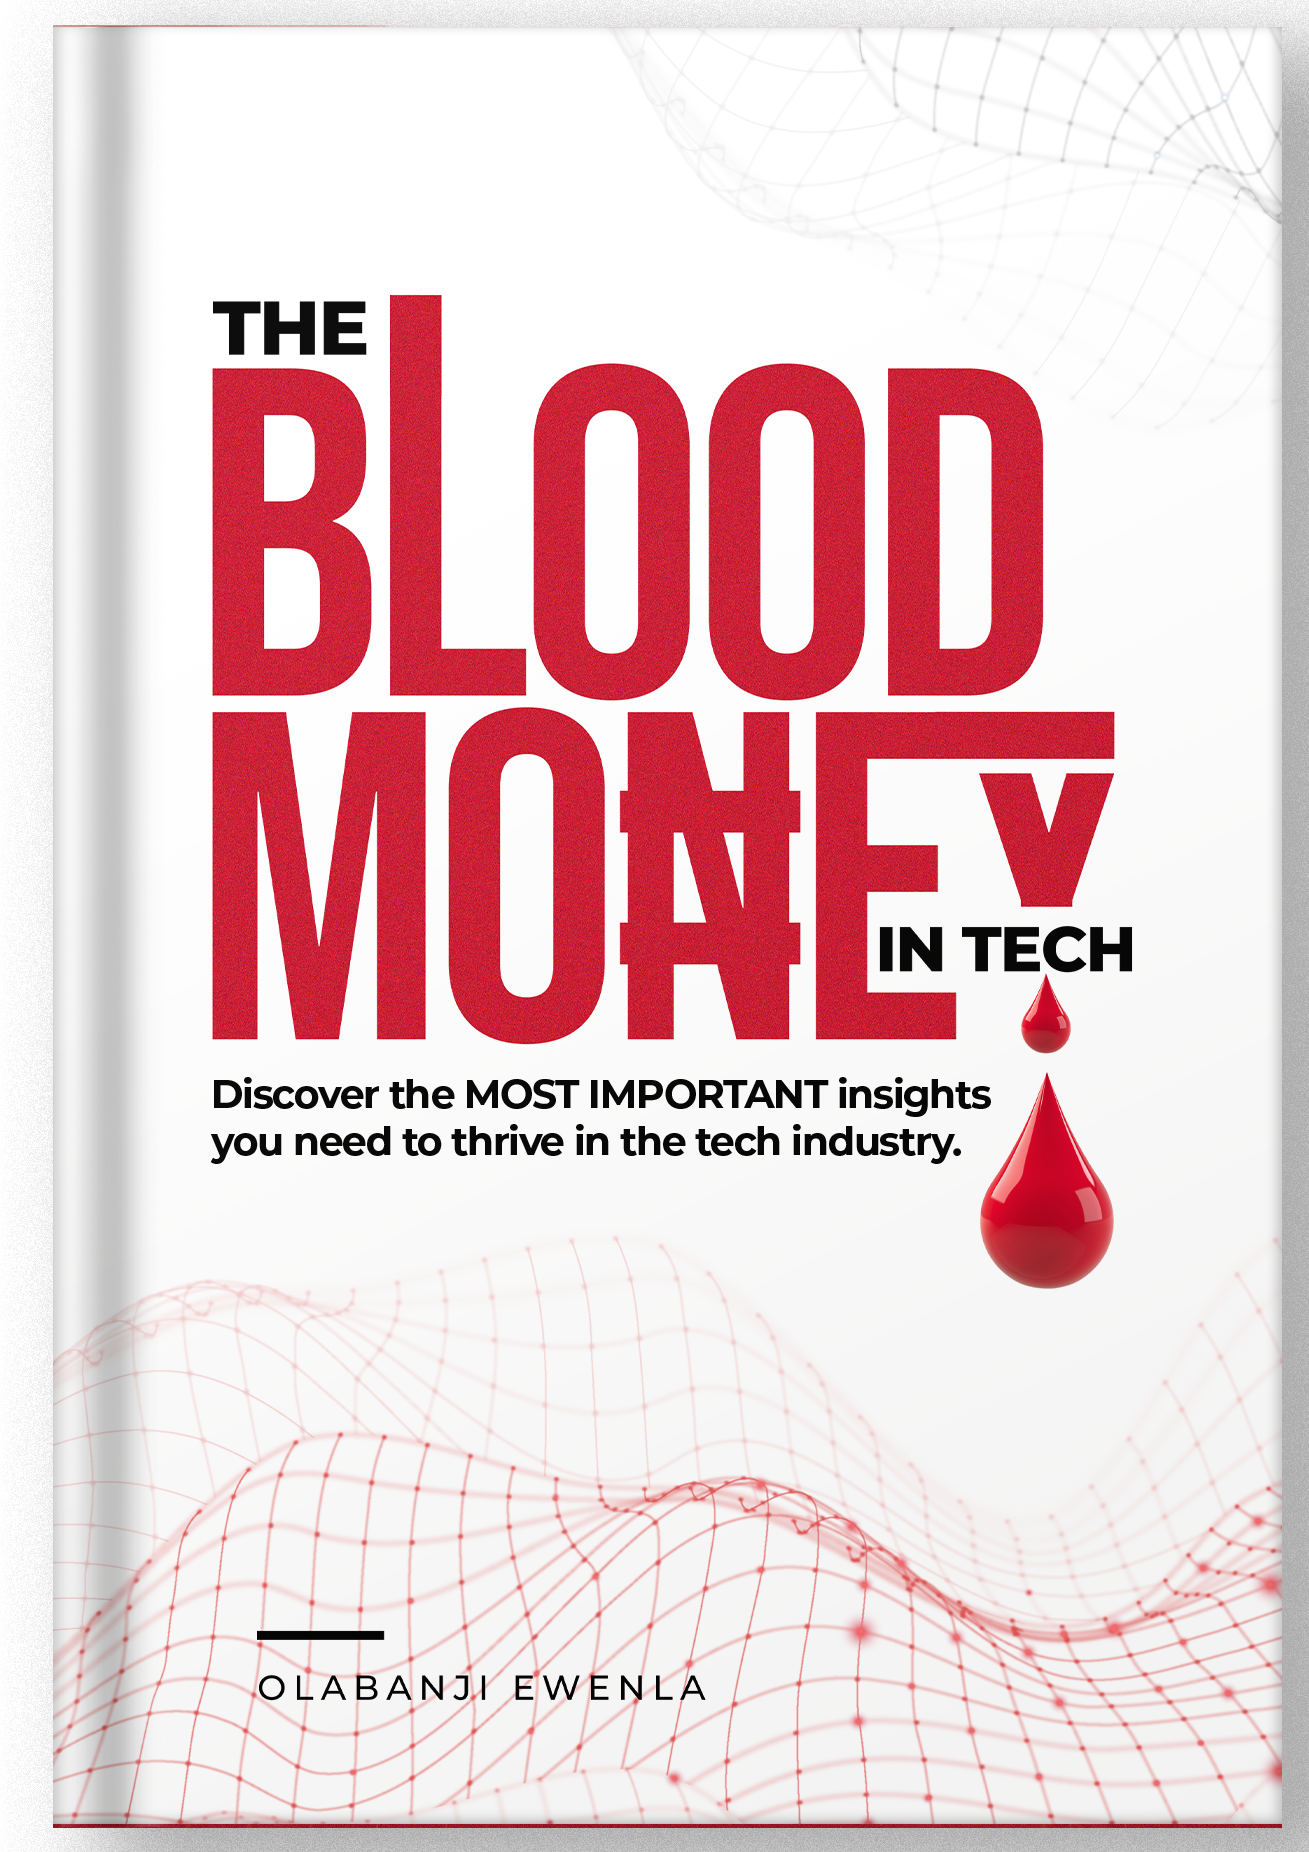 THE
BLOOD
MO₦EY
IN TECH
Discover the MOST IMPORTANT insights
you need to thrive in the tech industry.
OLABANJI EWENLA